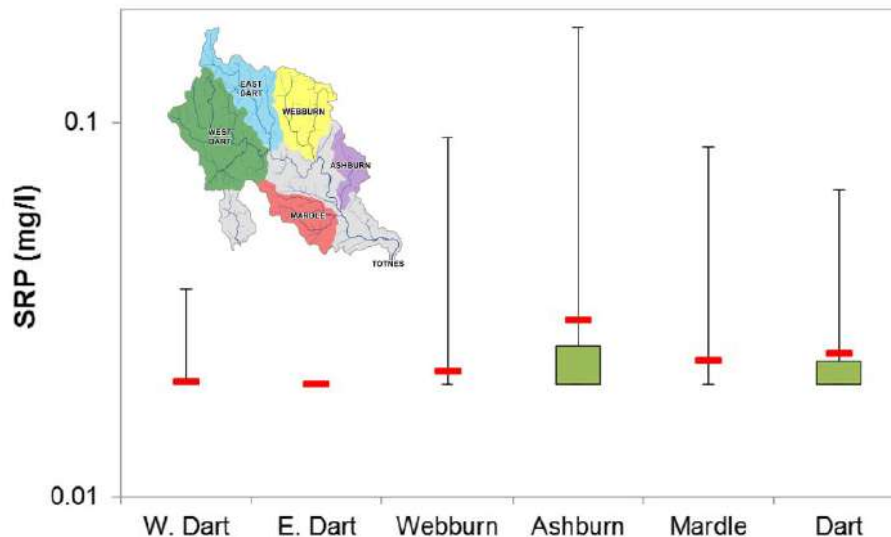 0.1
0.01
SRP (mg/l)
EAST
DART
WEBBURN
WEST
DART
ASHBURN
MARDLE
TOTNES
W. Dart
E. Dart
Webburn
Ashburn
Mardle
Dart